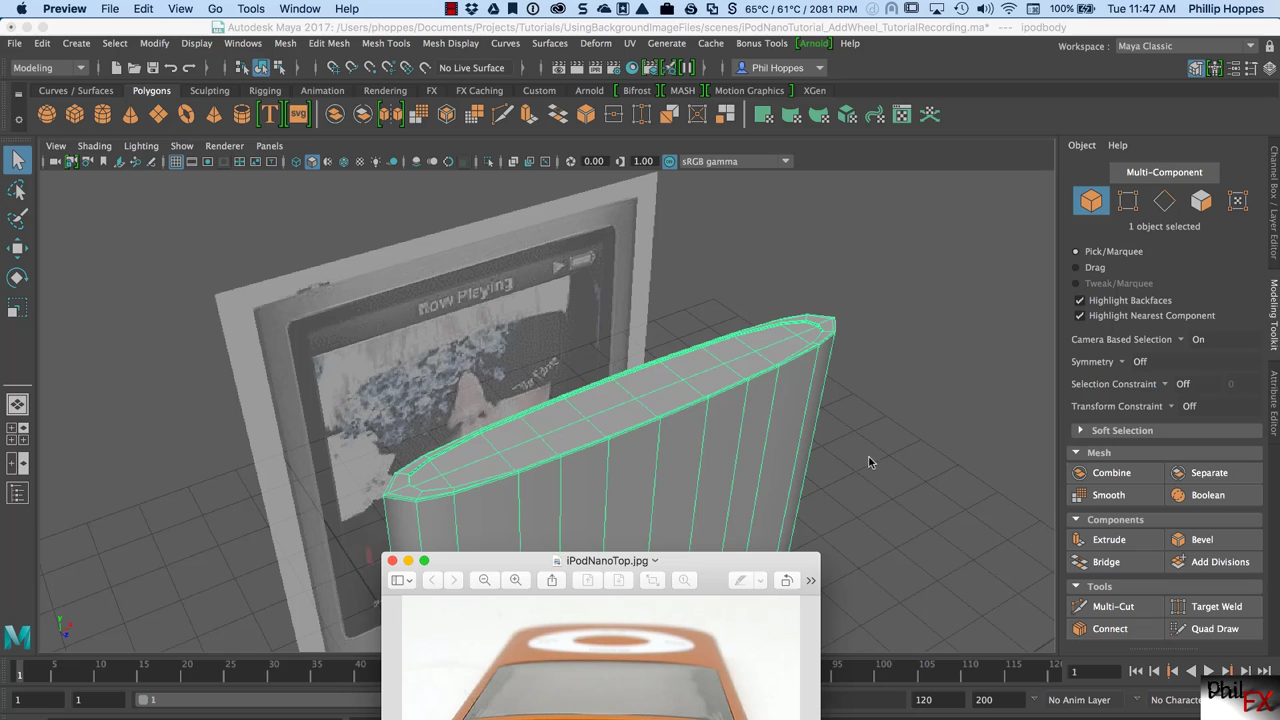 Preview File Edit View Go Tools Window Help 65°C / 61°C / 2081 RPM 100% Tue 11:47 AM Phillip Hoppes
Autodesk Maya 2017: /Users/phoppes/Documents/Projects/Tutorials/UsingBackgroundImageFiles/scenes/iPodNanoTutorial_AddWheel_TutorialRecording.ma* --- ipodbody
File Edit Create Select Modify Display Windows Mesh Edit Mesh Mesh Tools Mesh Display Curves Surfaces Deform UV Generate Cache Bonus Tools [Arnold] Help Workspace : Maya Classic
Modeling No Live Surface Phil Hoppes
Curves / Surfaces Polygons Sculpting Rigging Animation Rendering FX FX Caching Custom Arnold Bifrost MASH Motion Graphics XGen
T SVG
View Shading Lighting Show Renderer Panels
0.00 1.00 sRGB gamma
Object Help
Multi-Component
1 object selected
Pick/Marquee
Drag
Tweak/Marquee
Highlight Backfaces
Highlight Nearest Component
Camera Based Selection On
Symmetry Off
Selection Constraint Off 0
Transform Constraint Off
Soft Selection
Mesh
Combine Separate
Smooth Boolean
Components
Extrude Bevel
Bridge Add Divisions
Tools
Multi-Cut Target Weld
Connect Quad Draw
Channel Box / Layer Editor
Modeling Toolkit
Attribute Editor
Now Playing
iPodNanoTop.jpg
y
z
M
5 10 15 20 25 30 35 40 95 100 105 110 115 120 1
1
1 1 1 120 200 No Anim Layer No Character
Phil
FX